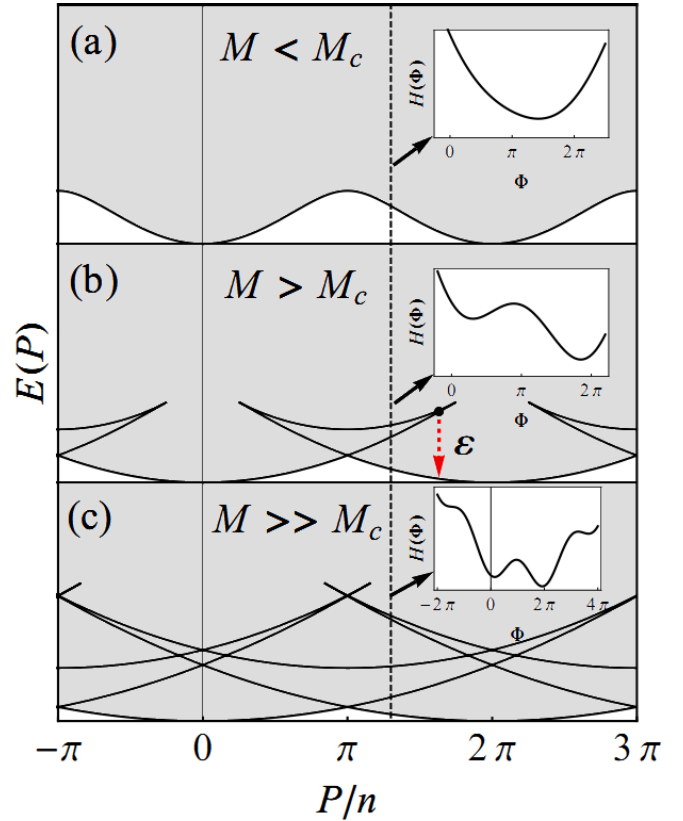 (a)
M < M_c
H(Φ)
0
π
2π
Φ
(b)
M > M_c
H(Φ)
0
π
2π
Φ
E(P)
ε
(c)
M >> M_c
H(Φ)
-2π
0
2π
4π
Φ
-π
0
π
2π
3π
P/n